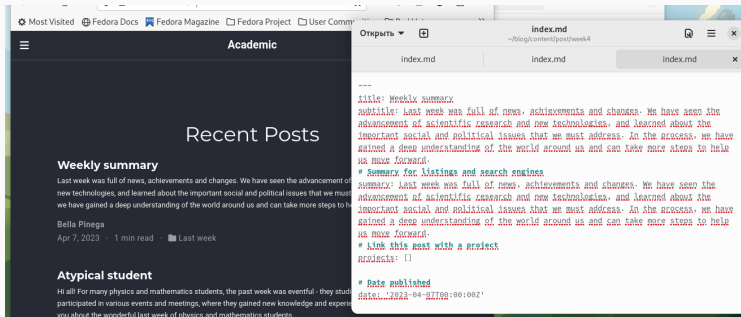 Most Visited Fedora Docs Fedora Magazine Fedora Project User
Academic
Recent Posts
Weekly summary
Last week was full of news, achievements and changes. We have seen the advancement of
new technologies, and learned about the important social and political issues that we must
we have gained a deep understanding of the world around us and can take more steps to
Bella Pinega
Apr 7, 2023 · 1 min read · Last week
Atypical student
Hi all! For many physics and mathematics students, the past week was eventful - they
participated in various events and meetings, where they gained new knowledge and
you about the wonderful last week of physics and mathematics students.
Открыть
index.md
~/blog/content/post/week4
index.md index.md index.md
---
title: Weekly summary
subtitle: Last week was full of news, achievements and changes. We have seen the
advancement of scientific research and new technologies, and learned about the
important social and political issues that we must address. In the process, we have
gained a deep understanding of the world around us and can take more steps to help
us move forward.
# Summary for listings and search engines
summary: Last week was full of news, achievements and changes. We have seen the
advancement of scientific research and new technologies, and learned about the
important social and political issues that we must address. In the process, we have
gained a deep understanding of the world around us and can take more steps to help
us move forward.
# Link this post with a project
projects: []
# Date published
date: '2023-04-07T00:00:00Z'